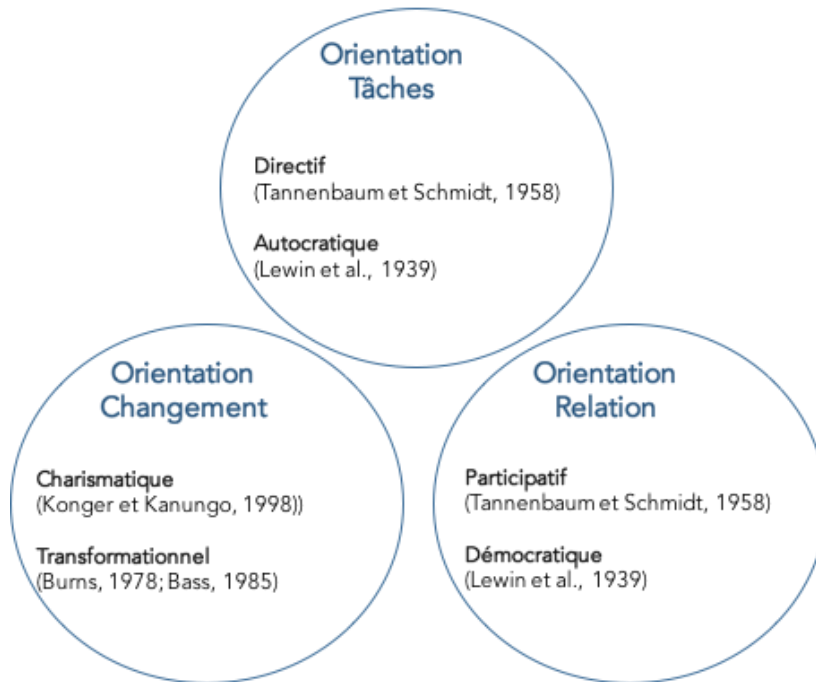 Orientation
Tâches
Directif
(Tannenbaum et Schmidt, 1958)
Autocratique
(Lewin et al., 1939)
Orientation
Changement
Charismatique
(Konger et Kanungo, 1998))
Transformationnel
(Burns, 1978; Bass, 1985)
Orientation
Relation
Participatif
(Tannenbaum et Schmidt, 1958)
Démocratique
(Lewin et al., 1939)